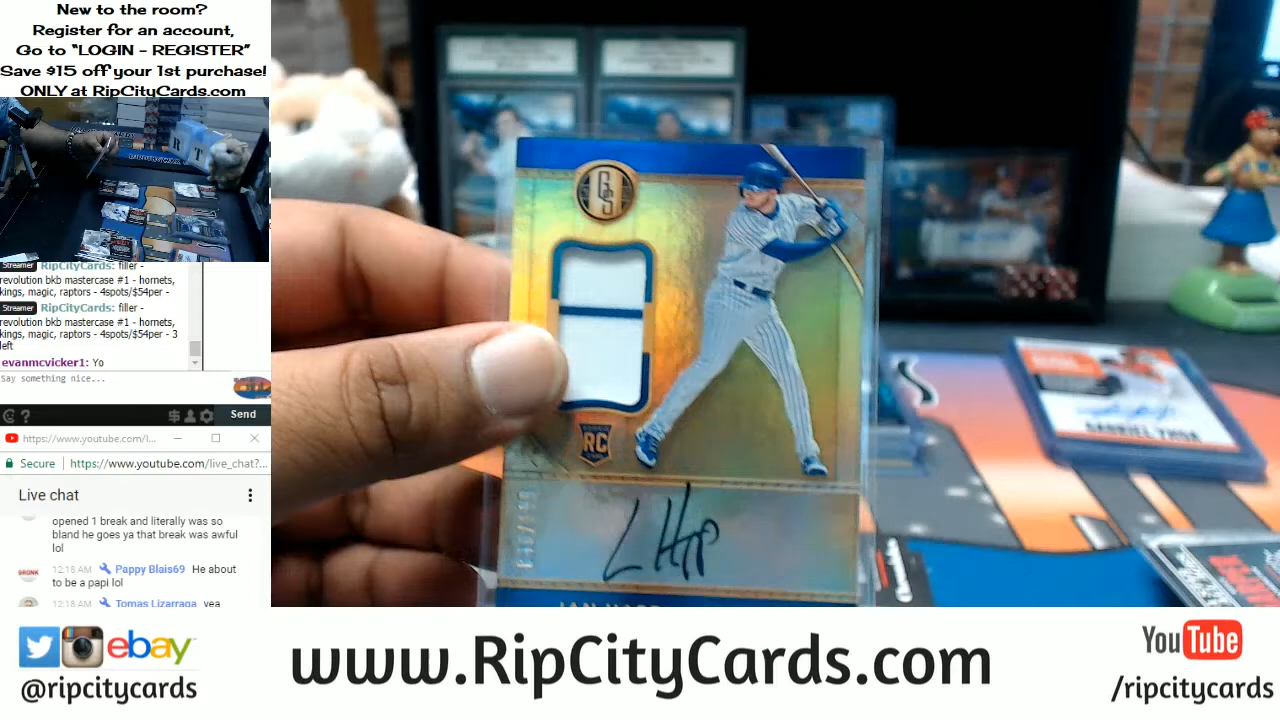 New to the room?
Register for an account,
Go to "LOGIN - REGISTER"
Save $15 off your 1st purchase!
ONLY at RipCityCards.com
Streamer RipCityCards: filler -
revolution bkb mastercase #1 - hornets,
kings, magic, raptors - 4spots/$54per -
Streamer RipCityCards: filler -
revolution bkb mastercase #1 - hornets,
kings, magic, raptors - 4spots/$54per - 3
left
evanmcvicker1: Yo
Say something nice...
Send
https://www.youtube.com/l...
Secure
https://www.youtube.com/live_chat?...
Live chat
opened 1 break and literally was so
bland he goes ya that break was awful
lol
12:18 AM Pappy Blais69 He about
to be a papi lol
12:18 AM Tomas Lizarraga yea
GS
RC
ebay
@ripcitycards
www.RipCityCards.com
YouTube
/ripcitycards